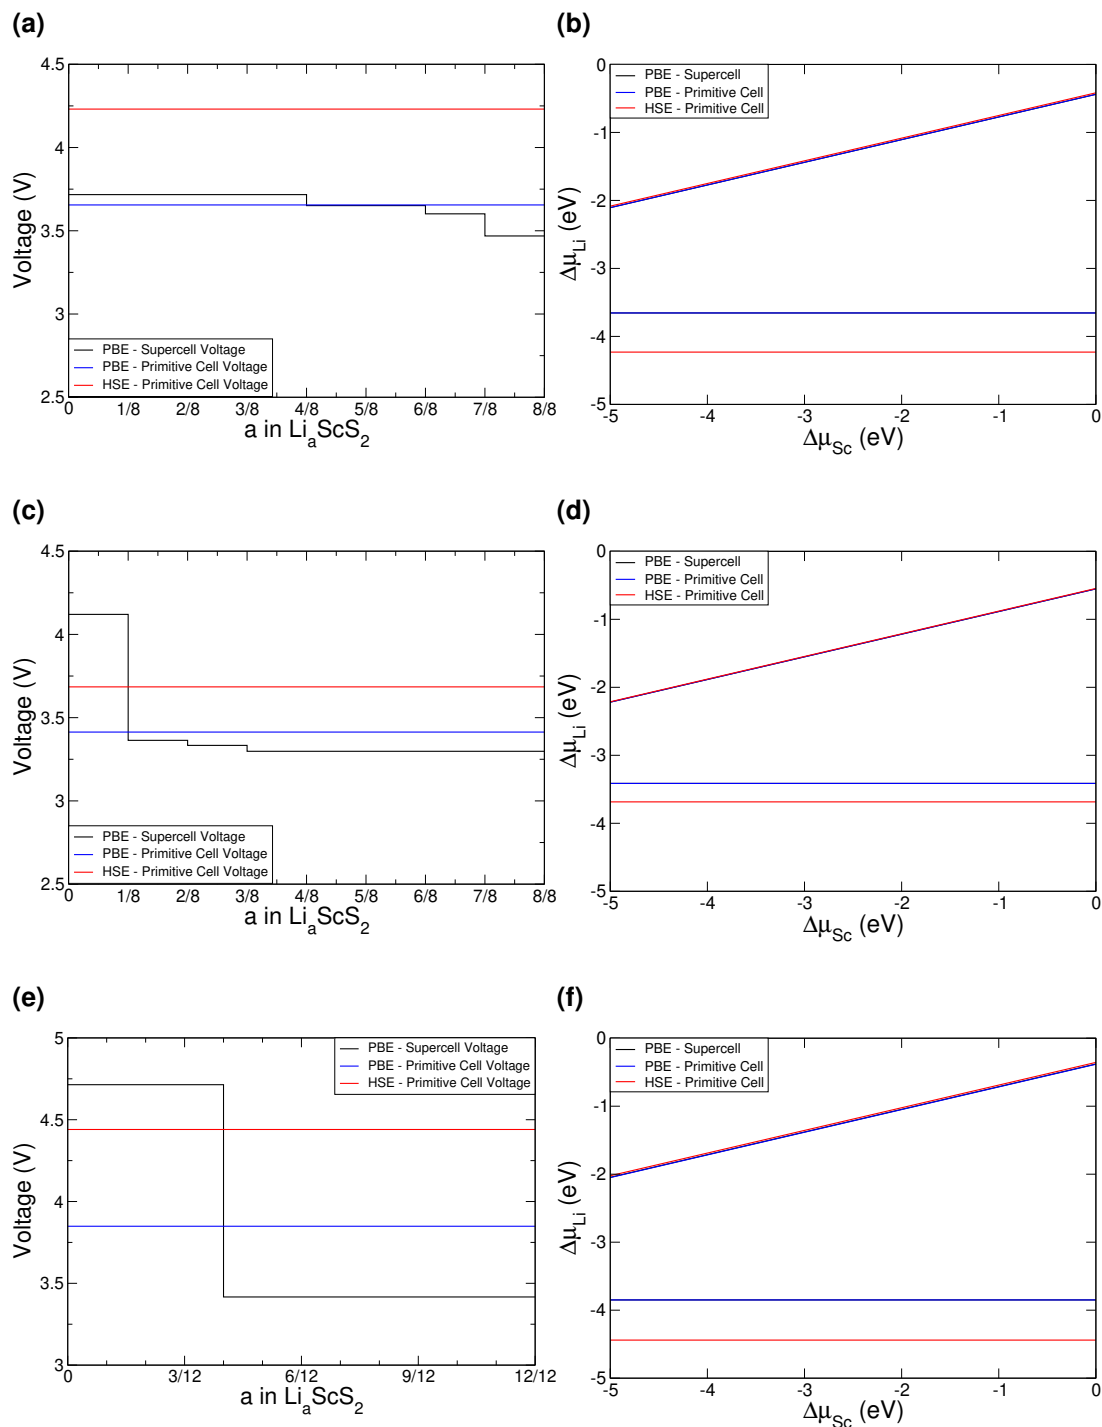 (a)
4.5
4
3.5
3
2.5
Voltage (V)
PBE - Supercell Voltage
PBE - Primitive Cell Voltage
HSE - Primitive Cell Voltage
0 1/8 2/8 3/8 4/8 5/8 6/8 7/8 8/8
a in Li_aScS_2
(b)
0
-1
-2
-3
-4
-5
Δμ_Li (eV)
PBE - Supercell
PBE - Primitive Cell
HSE - Primitive Cell
-5 -4 -3 -2 -1 0
Δμ_Sc (eV)
(c)
4.5
4
3.5
3
2.5
Voltage (V)
PBE - Supercell Voltage
PBE - Primitive Cell Voltage
HSE - Primitive Cell Voltage
0 1/8 2/8 3/8 4/8 5/8 6/8 7/8 8/8
a in Li_aScS_2
(d)
0
-1
-2
-3
-4
-5
Δμ_Li (eV)
PBE - Supercell
PBE - Primitive Cell
HSE - Primitive Cell
-5 -4 -3 -2 -1 0
Δμ_Sc (eV)
(e)
5
4.5
4
3.5
3
Voltage (V)
PBE - Supercell Voltage
PBE - Primitive Cell Voltage
HSE - Primitive Cell Voltage
0 3/12 6/12 9/12 12/12
a in Li_aScS_2
(f)
0
-1
-2
-3
-4
-5
Δμ_Li (eV)
PBE - Supercell
PBE - Primitive Cell
HSE - Primitive Cell
-5 -4 -3 -2 -1 0
Δμ_Sc (eV)